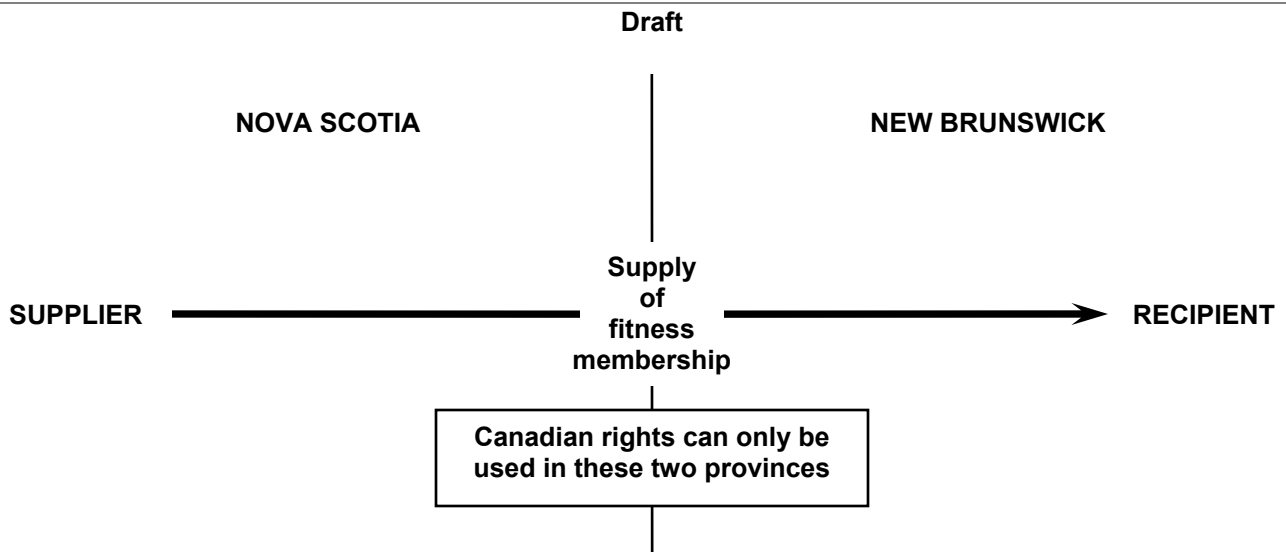 Draft
NOVA SCOTIA
NEW BRUNSWICK
SUPPLIER
Supply
of
fitness
membership
RECIPIENT
Canadian rights can only be
used in these two provinces